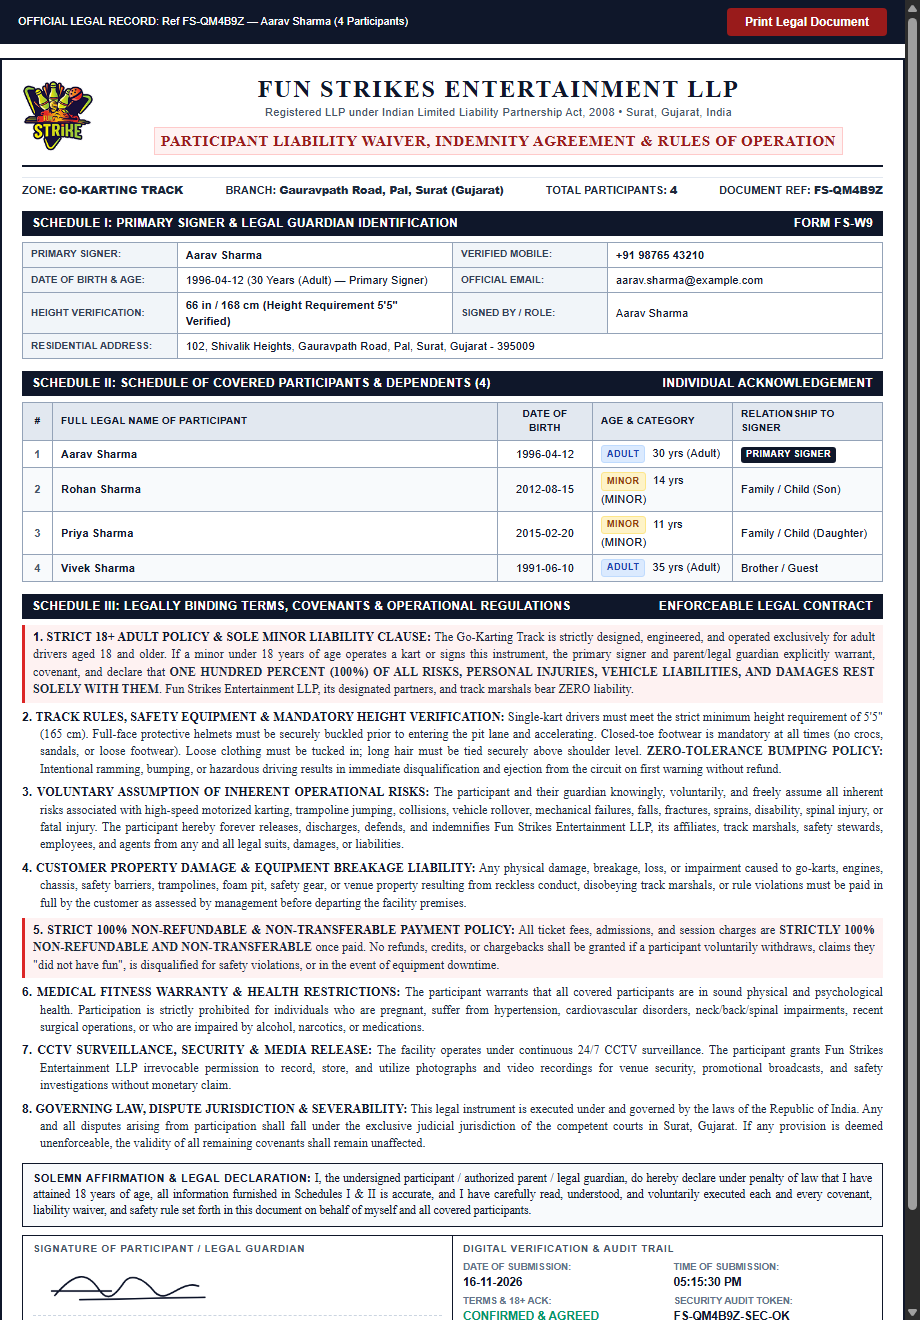 OFFICIAL LEGAL RECORD: Ref FS-QM4B9Z — Aarav Sharma (4 Participants)
Print Legal Document
STRIKE
FUN STRIKES ENTERTAINMENT LLP
Registered LLP under Indian Limited Liability Partnership Act, 2008 • Surat, Gujarat, India
PARTICIPANT LIABILITY WAIVER, INDEMNITY AGREEMENT & RULES OF OPERATION
ZONE: GO-KARTING TRACK BRANCH: Gauravpath Road, Pal, Surat (Gujarat) TOTAL PARTICIPANTS: 4 DOCUMENT REF: FS-QM4B9Z
SCHEDULE I: PRIMARY SIGNER & LEGAL GUARDIAN IDENTIFICATION FORM FS-W9
PRIMARY SIGNER: Aarav Sharma VERIFIED MOBILE: +91 98765 43210
DATE OF BIRTH & AGE: 1996-04-12 (30 Years (Adult) — Primary Signer) OFFICIAL EMAIL: aarav.sharma@example.com
HEIGHT VERIFICATION: 66 in / 168 cm (Height Requirement 5'5" Verified) SIGNED BY / ROLE: Aarav Sharma
RESIDENTIAL ADDRESS: 102, Shivalik Heights, Gauravpath Road, Pal, Surat, Gujarat - 395009
SCHEDULE II: SCHEDULE OF COVERED PARTICIPANTS & DEPENDENTS (4) INDIVIDUAL ACKNOWLEDGEMENT
# FULL LEGAL NAME OF PARTICIPANT DATE OF BIRTH AGE & CATEGORY RELATIONSHIP TO SIGNER
1 Aarav Sharma 1996-04-12 ADULT 30 yrs (Adult) PRIMARY SIGNER
2 Rohan Sharma 2012-08-15 MINOR 14 yrs (MINOR) Family / Child (Son)
3 Priya Sharma 2015-02-20 MINOR 11 yrs (MINOR) Family / Child (Daughter)
4 Vivek Sharma 1991-06-10 ADULT 35 yrs (Adult) Brother / Guest
SCHEDULE III: LEGALLY BINDING TERMS, COVENANTS & OPERATIONAL REGULATIONS ENFORCEABLE LEGAL CONTRACT
1. STRICT 18+ ADULT POLICY & SOLE MINOR LIABILITY CLAUSE: The Go-Karting Track is strictly designed, engineered, and operated exclusively for adult
drivers aged 18 and older. If a minor under 18 years of age operates a kart or signs this instrument, the primary signer and parent/legal guardian explicitly warrant,
covenant, and declare that ONE HUNDRED PERCENT (100%) OF ALL RISKS, PERSONAL INJURIES, VEHICLE LIABILITIES, AND DAMAGES REST
SOLELY WITH THEM. Fun Strikes Entertainment LLP, its designated partners, and track marshals bear ZERO liability.
2. TRACK RULES, SAFETY EQUIPMENT & MANDATORY HEIGHT VERIFICATION: Single-kart drivers must meet the strict minimum height requirement of 5'5"
(165 cm). Full-face protective helmets must be securely buckled prior to entering the pit lane and accelerating. Closed-toe footwear is mandatory at all times (no crocs,
sandals, or loose footwear). Loose clothing must be tucked in; long hair must be tied securely above shoulder level. ZERO-TOLERANCE BUMPING POLICY:
Intentional ramming, bumping, or hazardous driving results in immediate disqualification and ejection from the circuit on first warning without refund.
3. VOLUNTARY ASSUMPTION OF INHERENT OPERATIONAL RISKS: The participant and their guardian knowingly, voluntarily, and freely assume all inherent
risks associated with high-speed motorized karting, trampoline jumping, collisions, vehicle rollover, mechanical failures, falls, fractures, sprains, disability, spinal injury, or
fatal injury. The participant hereby forever releases, discharges, defends, and indemnifies Fun Strikes Entertainment LLP, its affiliates, track marshals, safety stewards,
employees, and agents from any and all legal suits, damages, or liabilities.
4. CUSTOMER PROPERTY DAMAGE & EQUIPMENT BREAKAGE LIABILITY: Any physical damage, breakage, loss, or impairment caused to go-karts, engines,
chassis, safety barriers, trampolines, foam pit, safety gear, or venue property resulting from reckless conduct, disobeying track marshals, or rule violations must be paid in
full by the customer as assessed by management before departing the facility premises.
5. STRICT 100% NON-REFUNDABLE & NON-TRANSFERABLE PAYMENT POLICY: All ticket fees, admissions, and session charges are STRICTLY 100%
NON-REFUNDABLE AND NON-TRANSFERABLE once paid. No refunds, credits, or chargebacks shall be granted if a participant voluntarily withdraws, claims they
"did not have fun", is disqualified for safety violations, or in the event of equipment downtime.
6. MEDICAL FITNESS WARRANTY & HEALTH RESTRICTIONS: The participant warrants that all covered participants are in sound physical and psychological
health. Participation is strictly prohibited for individuals who are pregnant, suffer from hypertension, cardiovascular disorders, neck/back/spinal impairments, recent
surgical operations, or who are impaired by alcohol, narcotics, or medications.
7. CCTV SURVEILLANCE, SECURITY & MEDIA RELEASE: The facility operates under continuous 24/7 CCTV surveillance. The participant grants Fun Strikes
Entertainment LLP irrevocable permission to record, store, and utilize photographs and video recordings for venue security, promotional broadcasts, and safety
investigations without monetary claim.
8. GOVERNING LAW, DISPUTE JURISDICTION & SEVERABILITY: This legal instrument is executed under and governed by the laws of the Republic of India. Any
and all disputes arising from participation shall fall under the exclusive judicial jurisdiction of the competent courts in Surat, Gujarat. If any provision is deemed
unenforceable, the validity of all remaining covenants shall remain unaffected.
SOLEMN AFFIRMATION & LEGAL DECLARATION: I, the undersigned participant / authorized parent / legal guardian, do hereby declare under penalty of law that I have
attained 18 years of age, all information furnished in Schedules I & II is accurate, and I have carefully read, understood, and voluntarily executed each and every covenant,
liability waiver, and safety rule set forth in this document on behalf of myself and all covered participants.
SIGNATURE OF PARTICIPANT / LEGAL GUARDIAN
DIGITAL VERIFICATION & AUDIT TRAIL
DATE OF SUBMISSION: TIME OF SUBMISSION:
16-11-2026 05:15:30 PM
TERMS & 18+ ACK: SECURITY AUDIT TOKEN:
CONFIRMED & AGREED FS-QM4B9Z-SEC-OK